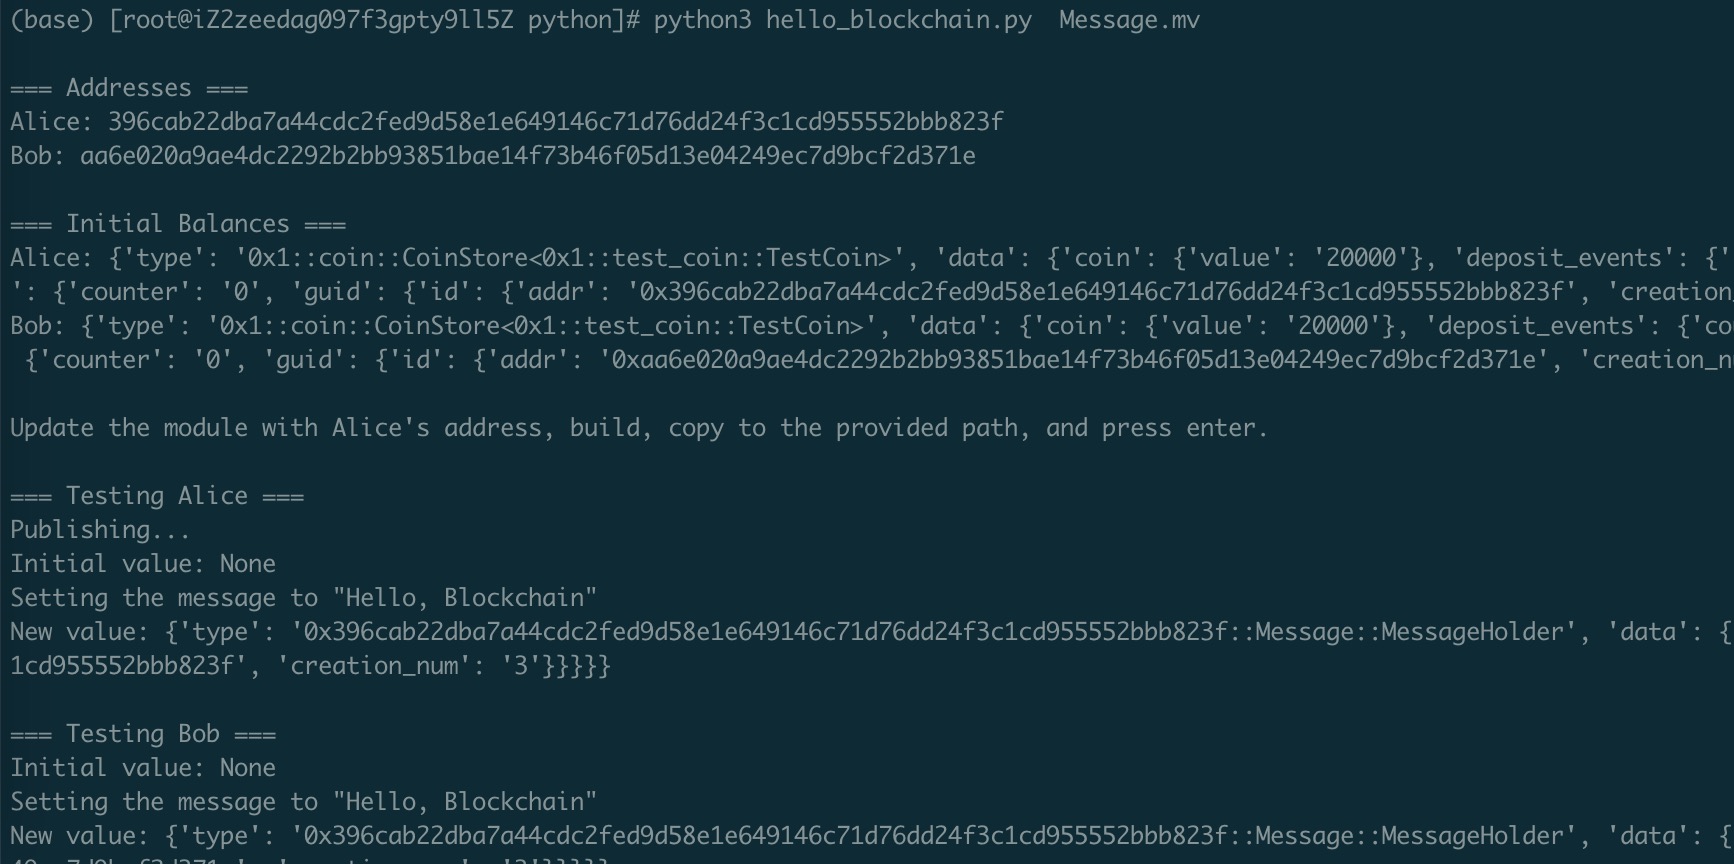 (base) [root@iZ2zeedag097f3gpty9ll5Z python]# python3 hello_blockchain.py  Message.mv
=== Addresses ===
Alice: 396cab22dba7a44cdc2fed9d58e1e649146c71d76dd24f3c1cd955552bbb823f
Bob: aa6e020a9ae4dc2292b2bb93851bae14f73b46f05d13e04249ec7d9bcf2d371e
=== Initial Balances ===
Alice: {'type': '0x1::coin::CoinStore<0x1::test_coin::TestCoin>', 'data': {'coin': {'value': '20000'}, 'deposit_events': {'
': {'counter': '0', 'guid': {'id': {'addr': '0x396cab22dba7a44cdc2fed9d58e1e649146c71d76dd24f3c1cd955552bbb823f', 'creation_
Bob: {'type': '0x1::coin::CoinStore<0x1::test_coin::TestCoin>', 'data': {'coin': {'value': '20000'}, 'deposit_events': {'co
{'counter': '0', 'guid': {'id': {'addr': '0xaa6e020a9ae4dc2292b2bb93851bae14f73b46f05d13e04249ec7d9bcf2d371e', 'creation_n
Update the module with Alice's address, build, copy to the provided path, and press enter.
=== Testing Alice ===
Publishing...
Initial value: None
Setting the message to "Hello, Blockchain"
New value: {'type': '0x396cab22dba7a44cdc2fed9d58e1e649146c71d76dd24f3c1cd955552bbb823f::Message::MessageHolder', 'data': {
1cd955552bbb823f', 'creation_num': '3'}}}}}
=== Testing Bob ===
Initial value: None
Setting the message to "Hello, Blockchain"
New value: {'type': '0x396cab22dba7a44cdc2fed9d58e1e649146c71d76dd24f3c1cd955552bbb823f::Message::MessageHolder', 'data': {